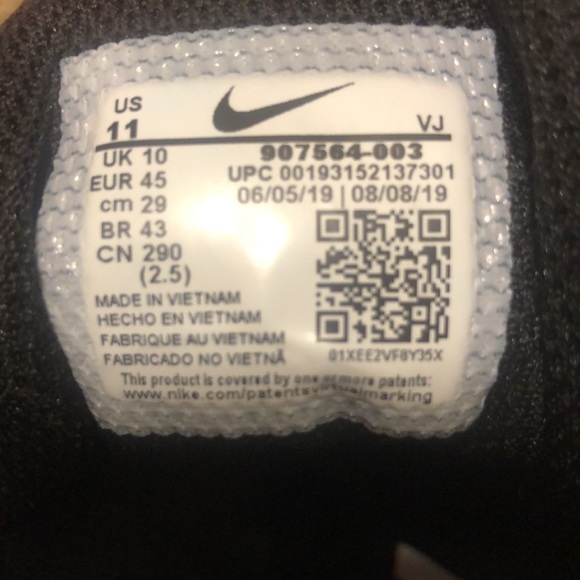 US
11
VJ
UK 10
907564-003
EUR 45
UPC 00193152137301
cm 29
06/05/19 | 08/08/19
BR 43
CN 290
(2.5)
MADE IN VIETNAM
HECHO EN VIETNAM
FABRIQUE AU VIETNAM
FABRICADO NO VIETNÃ
01XEE2VF8Y35X
This product is covered by one or more patents:
www.nike.com/patentsvirtualmarking